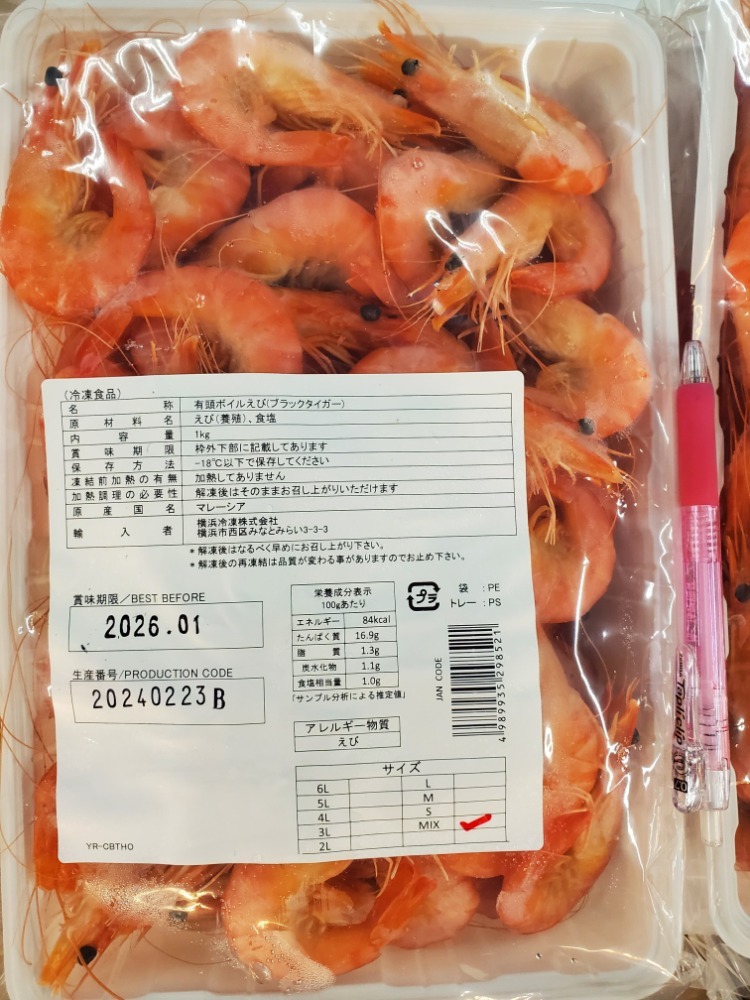 (冷凍食品)
名称 有頭ボイルえび(ブラックタイガー)
原材料名 えび(養殖)、食塩
内容量 1kg
賞味期限 枠外下部に記載してあります
保存方法 -18℃以下で保存してください
凍結前加熱の有無 加熱してありません
加熱調理の必要性 解凍後はそのままお召し上がりいただけます
原産国名 マレーシア
輸入者 横浜冷凍株式会社
横浜市西区みなとみらい3-3-3
*解凍後はなるべく早めにお召し上がり下さい。
*解凍後の再凍結は品質が変わる事がありますのでお止め下さい。
賞味期限/BEST BEFORE
2026.01
生産番号/PRODUCTION CODE
20240223B
栄養成分表示
100gあたり
エネルギー 84kcal
たんぱく質 16.9g
脂質 1.3g
炭水化物 1.1g
食塩相当量 1.0g
「サンプル分析による推定値」
アレルギー物質
えび
プラ
袋 : PE
トレー : PS
JAN CODE
4989935298521
サイズ
6L L
5L M
4L S
3L MIX
2L
YR-CBTHO
Tapliclip
0.8